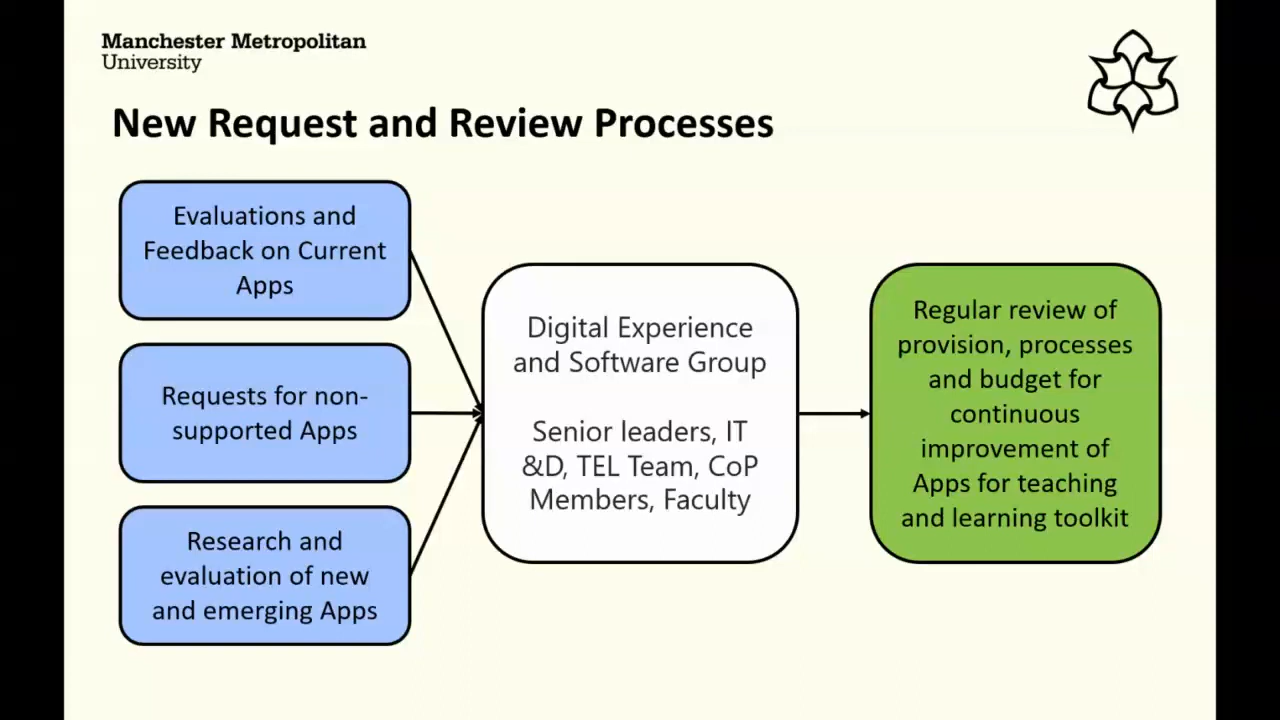 Manchester Metropolitan
University
New Request and Review Processes
Evaluations and
Feedback on Current
Apps
Requests for non-
supported Apps
Research and
evaluation of new
and emerging Apps
Digital Experience
and Software Group
Senior leaders, IT
&D, TEL Team, CoP
Members, Faculty
Regular review of
provision, processes
and budget for
continuous
improvement of
Apps for teaching
and learning toolkit